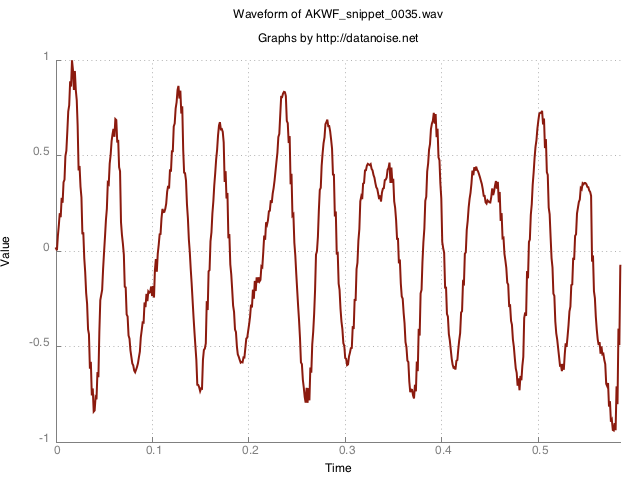 Waveform of AKWF_snippet_0035.wav
Graphs by http://datanoise.net
1
0.5
0
-0.5
-1
Value
0 0.1 0.2 0.3 0.4 0.5
Time